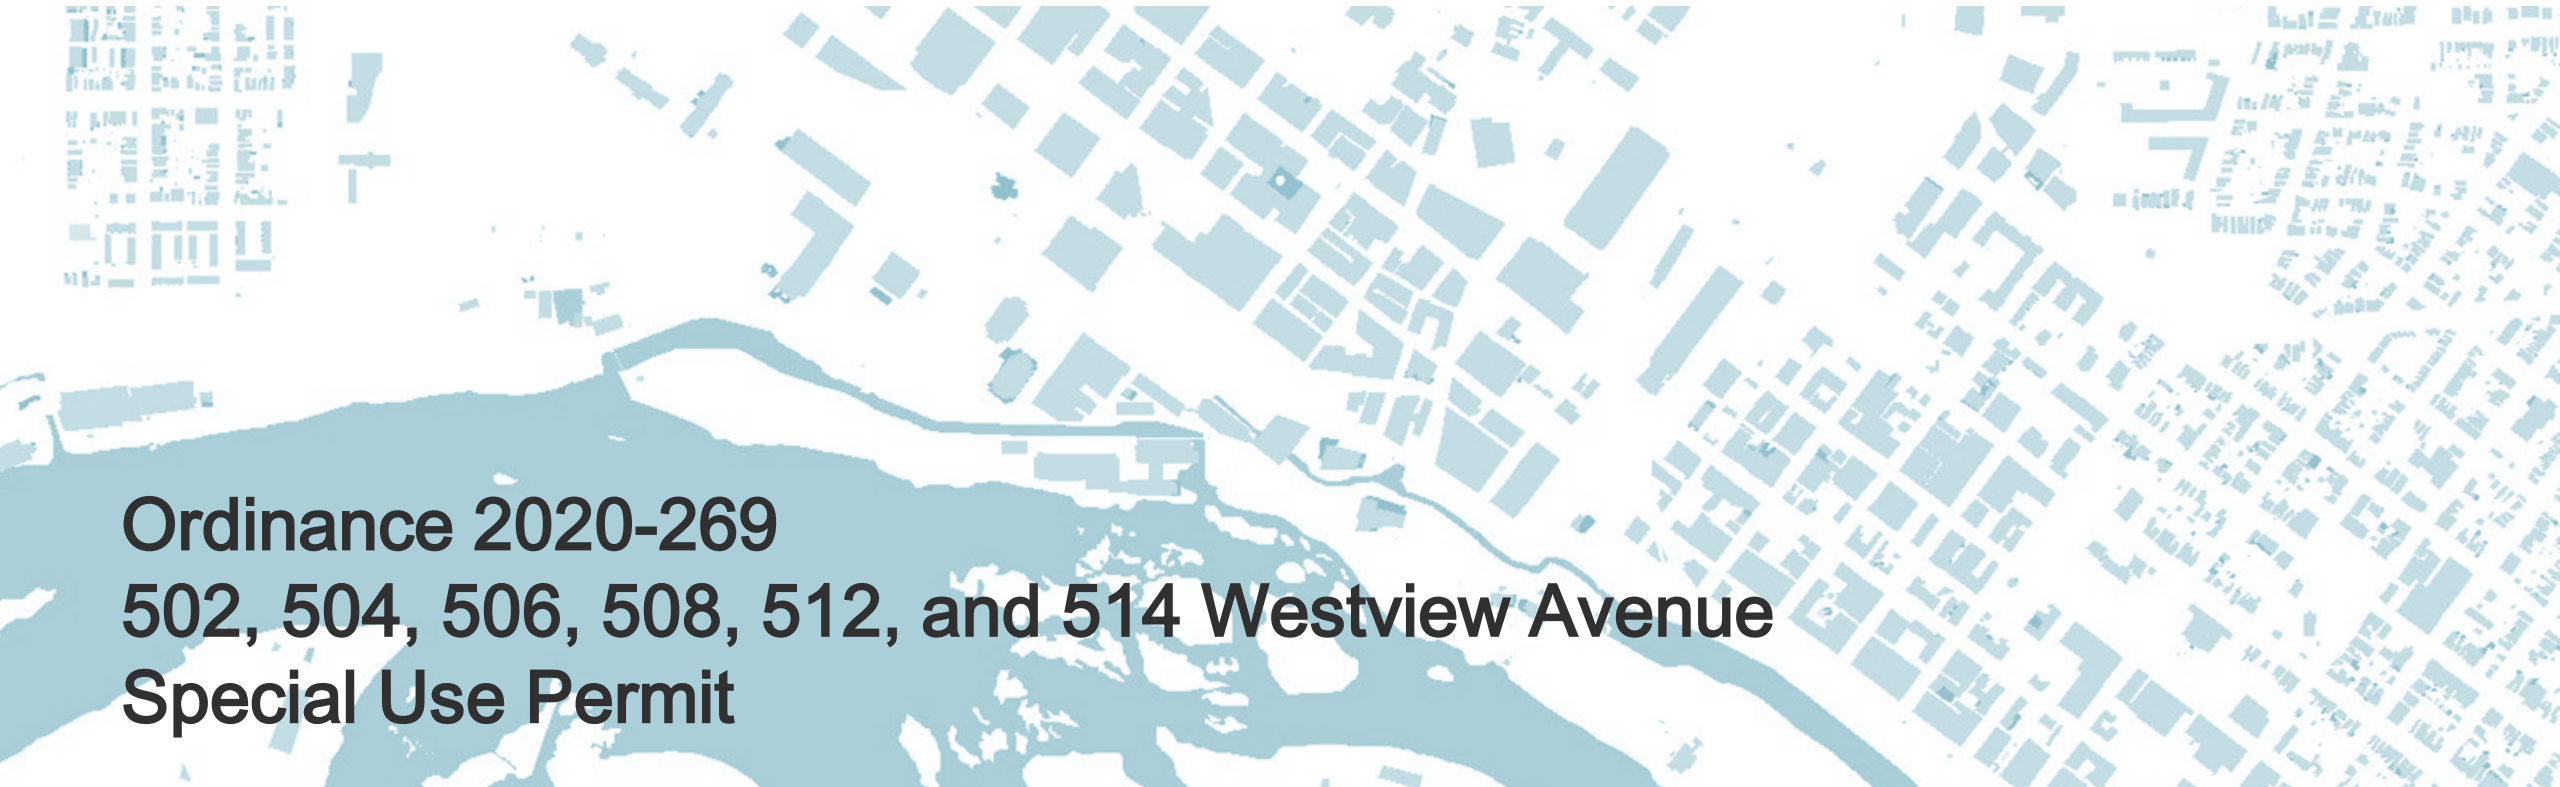 Ordinance 2020-269
502, 504, 506, 508, 512, and 514 Westview Avenue
Special Use Permit